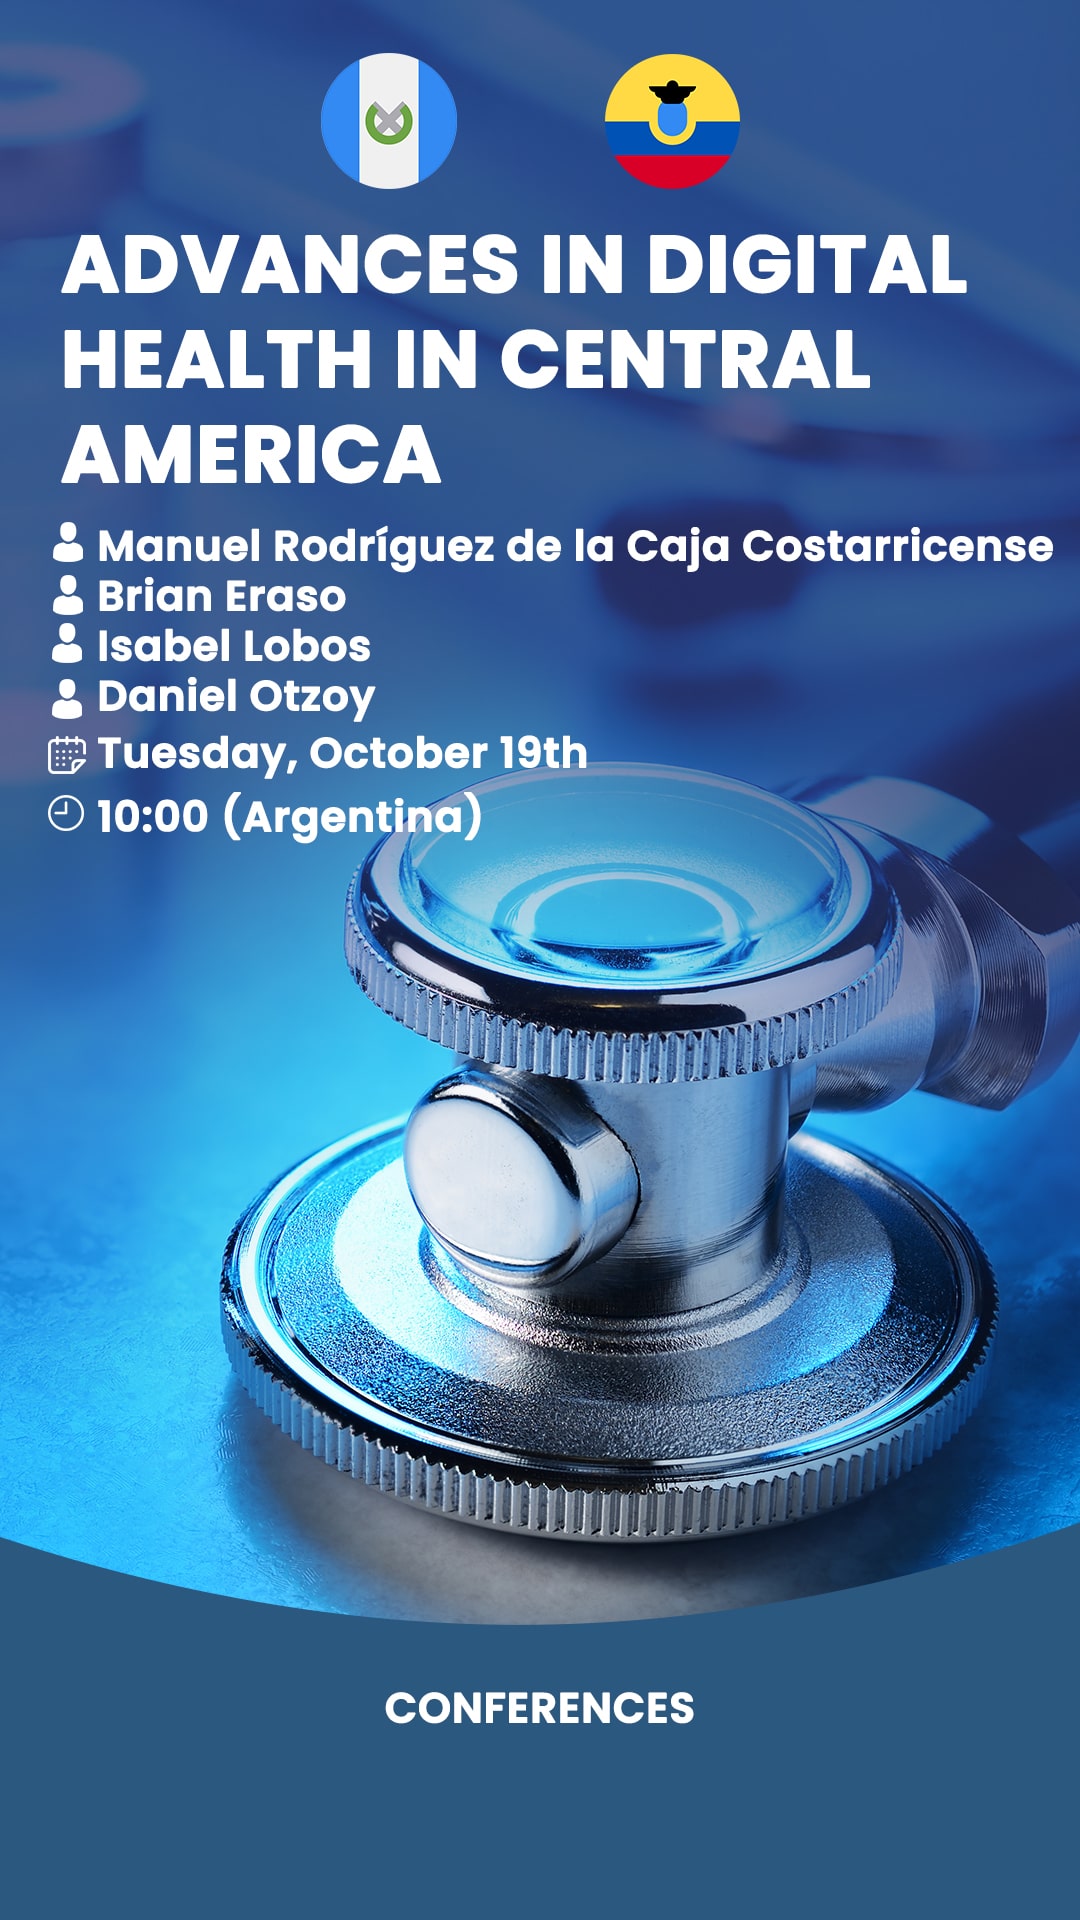 ADVANCES IN DIGITAL
HEALTH IN CENTRAL
AMERICA
Manuel Rodríguez de la Caja Costarricense
Brian Eraso
Isabel Lobos
Daniel Otzoy
Tuesday, October 19th
10:00 (Argentina)
CONFERENCES